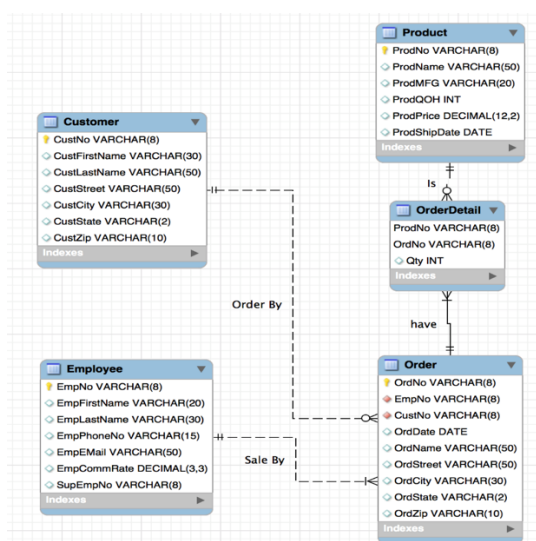 Product
ProdNo VARCHAR(8)
ProdName VARCHAR(50)
ProdMFG VARCHAR(20)
ProdQOH INT
ProdPrice DECIMAL(12,2)
ProdShipDate DATE
Indexes
Customer
CustNo VARCHAR(8)
CustFirstName VARCHAR(30)
CustLastName VARCHAR(50)
CustStreet VARCHAR(50)
CustCity VARCHAR(30)
CustState VARCHAR(2)
CustZip VARCHAR(10)
Indexes
Is
OrderDetail
ProdNo VARCHAR(8)
OrdNo VARCHAR(8)
Qty INT
Indexes
Order By
have
Employee
EmpNo VARCHAR(8)
EmpFirstName VARCHAR(20)
EmpLastName VARCHAR(30)
EmpPhoneNo VARCHAR(15)
EmpEMail VARCHAR(50)
EmpCommRate DECIMAL(3,3)
SupEmpNo VARCHAR(8)
Indexes
Sale By
Order
OrdNo VARCHAR(8)
EmpNo VARCHAR(8)
CustNo VARCHAR(8)
OrdDate DATE
OrdName VARCHAR(50)
OrdStreet VARCHAR(50)
OrdCity VARCHAR(30)
OrdState VARCHAR(2)
OrdZip VARCHAR(10)
Indexes